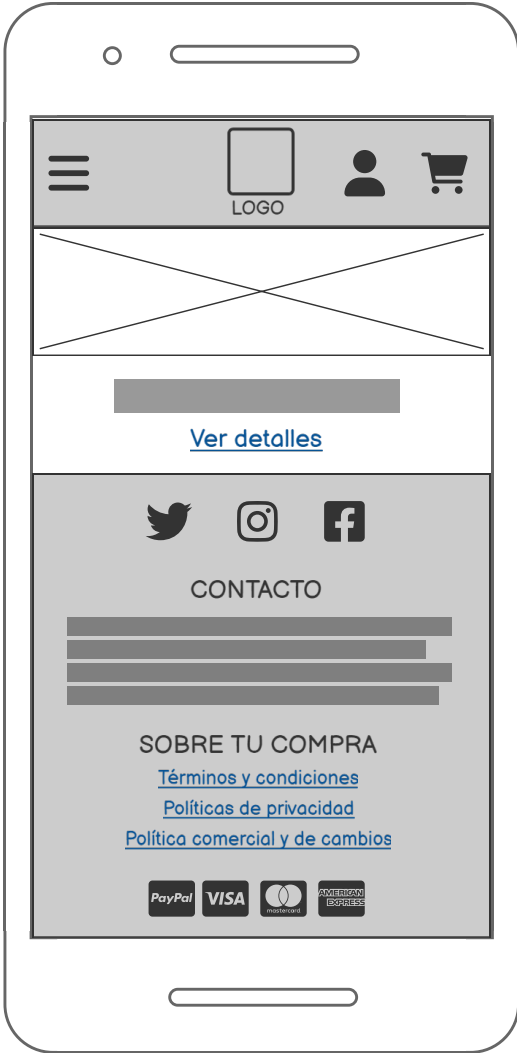 LOGO
Ver detalles
CONTACTO
SOBRE TU COMPRA
Términos y condiciones
Políticas de privacidad
Política comercial y de cambios
PayPal VISA mastercard AMERICAN EXPRESS